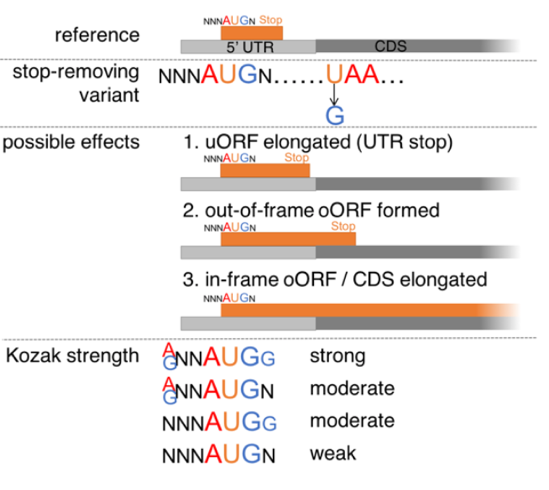 NNNAUGN Stop
reference
5' UTR CDS
stop-removing variant
NNNAUGN......UAA...
G
possible effects
1. uORF elongated (UTR stop)
NNNAUGN Stop
2. out-of-frame oORF formed
NNNAUGN Stop
3. in-frame oORF / CDS elongated
NNNAUGN
Kozak strength
A/GNNAUGG strong
A/GNNAUGN moderate
NNNAUGG moderate
NNNAUGN weak